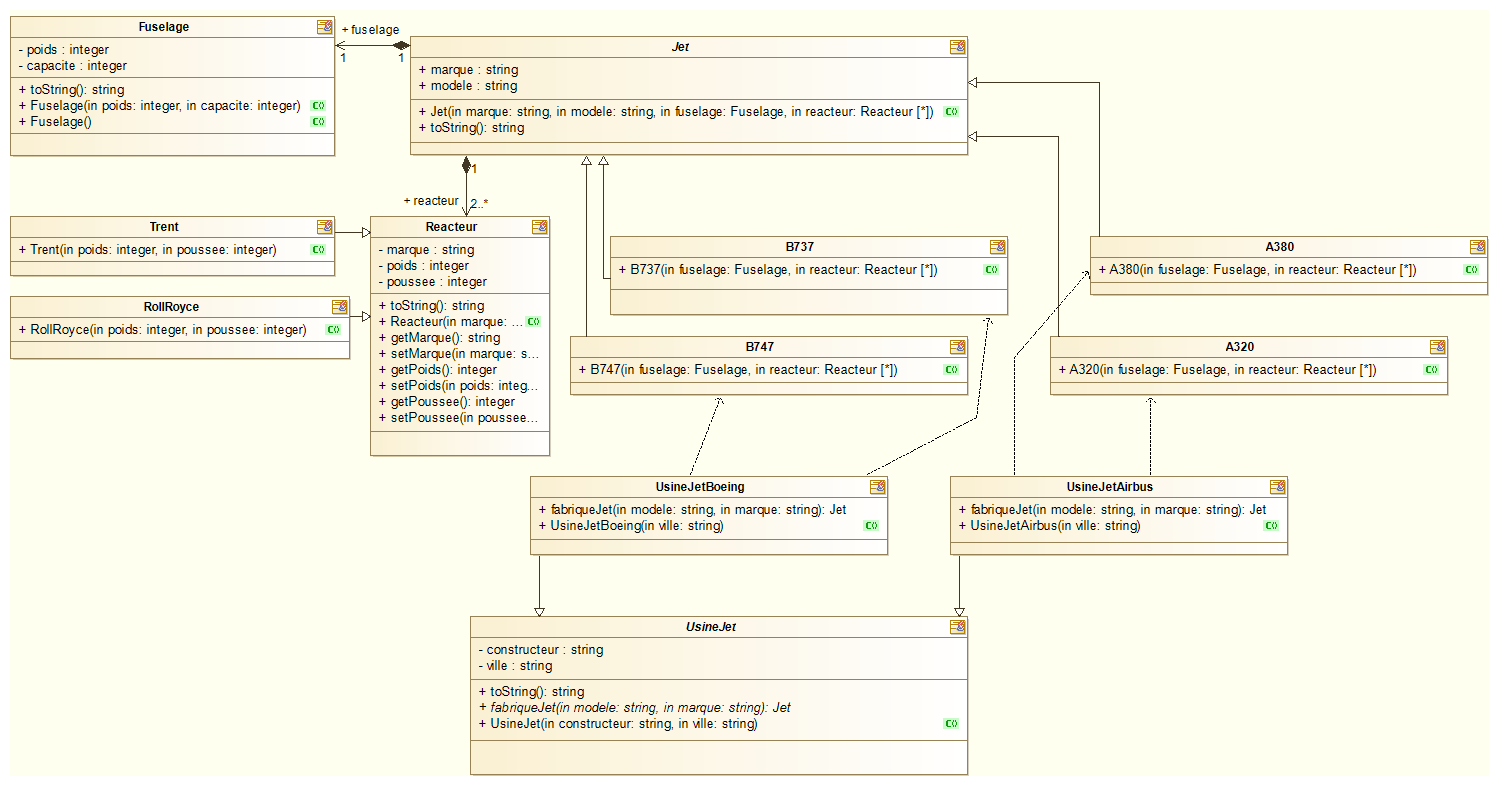 Fuselage
- poids : integer
- capacite : integer
+ toString(): string
+ Fuselage(in poids: integer, in capacite: integer)
+ Fuselage()
+ fuselage
1
1
Jet
+ marque : string
+ modele : string
+ Jet(in marque: string, in modele: string, in fuselage: Fuselage, in reacteur: Reacteur [*])
+ toString(): string
1
+ reacteur
2..*
Trent
+ Trent(in poids: integer, in poussee: integer)
RollRoyce
+ RollRoyce(in poids: integer, in poussee: integer)
Reacteur
- marque : string
- poids : integer
- poussee : integer
+ toString(): string
+ Reacteur(in marque: ...
+ getMarque(): string
+ setMarque(in marque: s...
+ getPoids(): integer
+ setPoids(in poids: integ...
+ getPoussee(): integer
+ setPoussee(in poussee...
B737
+ B737(in fuselage: Fuselage, in reacteur: Reacteur [*])
A380
+ A380(in fuselage: Fuselage, in reacteur: Reacteur [*])
B747
+ B747(in fuselage: Fuselage, in reacteur: Reacteur [*])
A320
+ A320(in fuselage: Fuselage, in reacteur: Reacteur [*])
UsineJetBoeing
+ fabriqueJet(in modele: string, in marque: string): Jet
+ UsineJetBoeing(in ville: string)
UsineJetAirbus
+ fabriqueJet(in modele: string, in marque: string): Jet
+ UsineJetAirbus(in ville: string)
UsineJet
- constructeur : string
- ville : string
+ toString(): string
+ fabriqueJet(in modele: string, in marque: string): Jet
+ UsineJet(in constructeur: string, in ville: string)